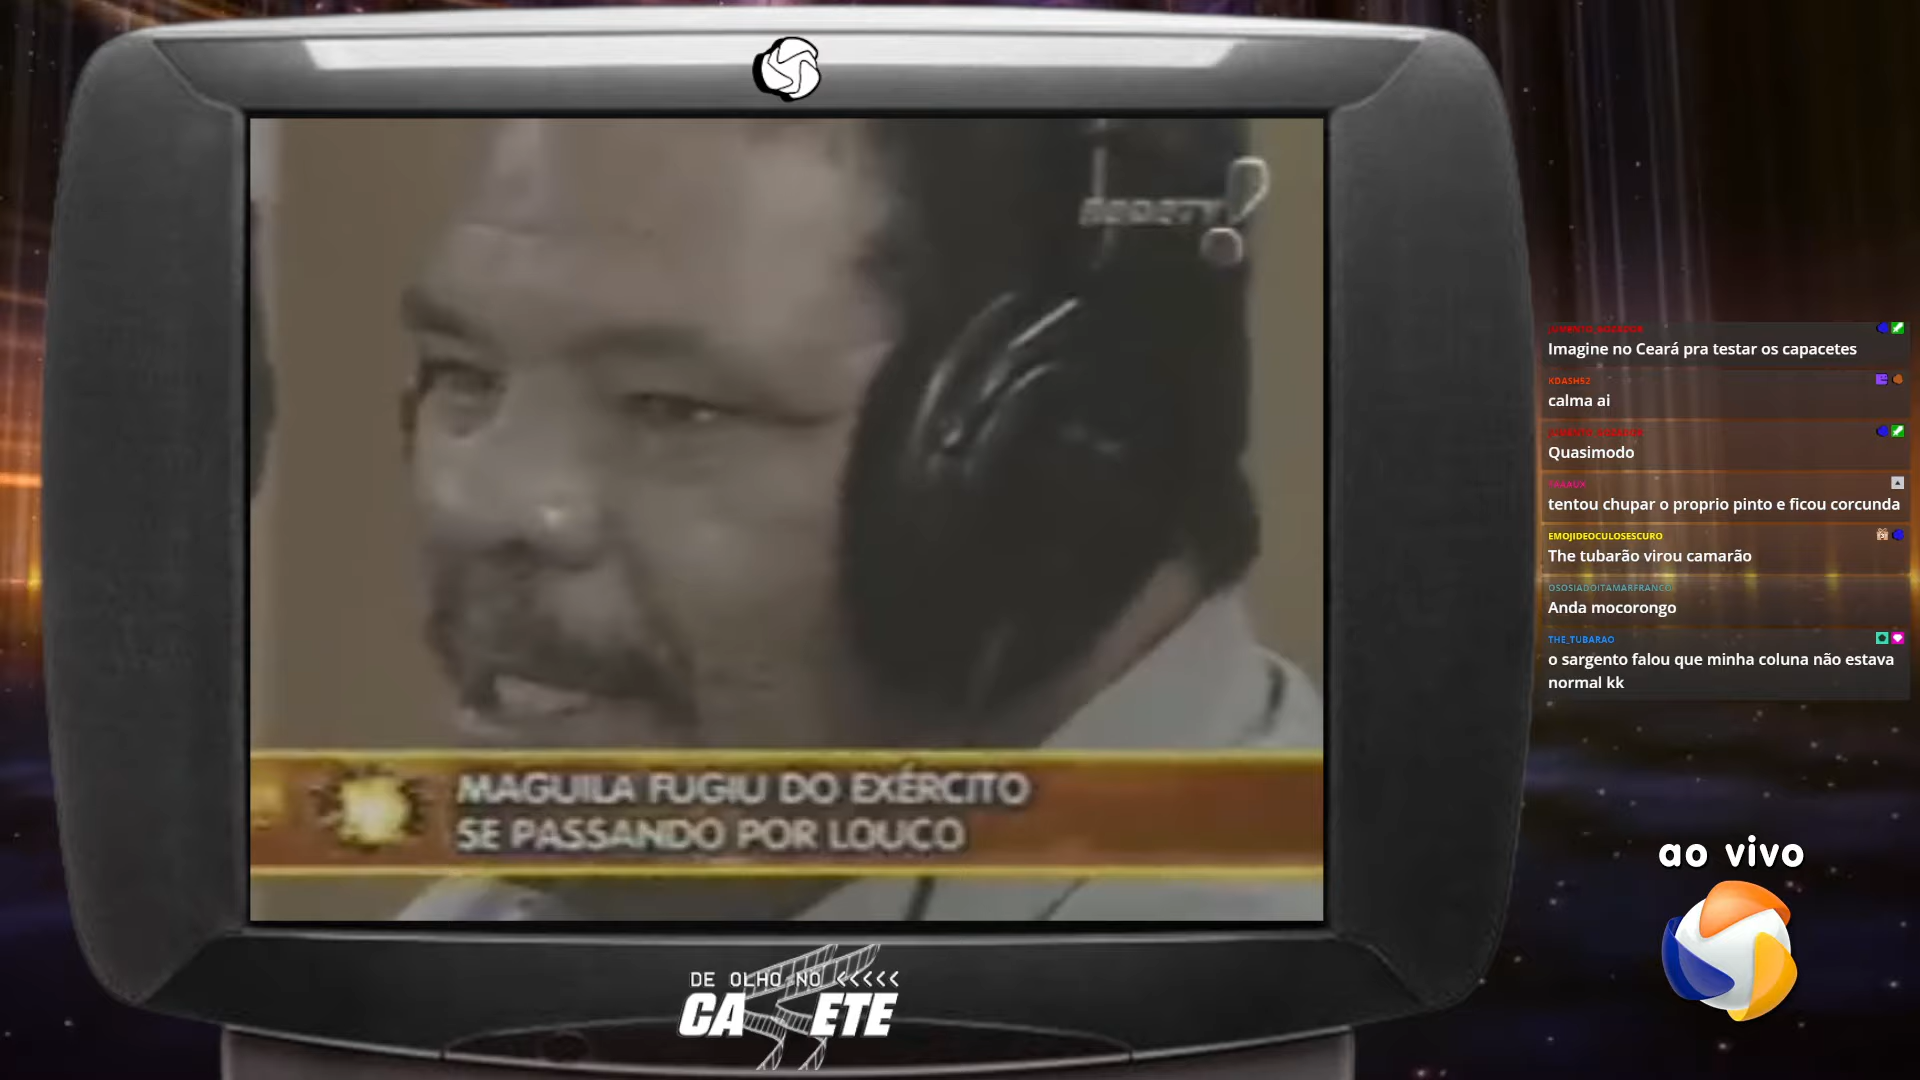 MAGUILA FUGIU DO EXÉRCITO
SE PASSANDO POR LOUCO
DE OLHO NO <<<<<
CA ETE
Imagine no Ceará pra testar os capacetes
KDASH52
calma ai
Quasimodo
tentou chupar o proprio pinto e ficou corcunda
EMOJIDEOCULOSESCURO
The tubarão virou camarão
OSOSIADOITAMARFRANCO
Anda mocorongo
THE_TUBARAO
o sargento falou que minha coluna não estava
normal kk
ao vivo